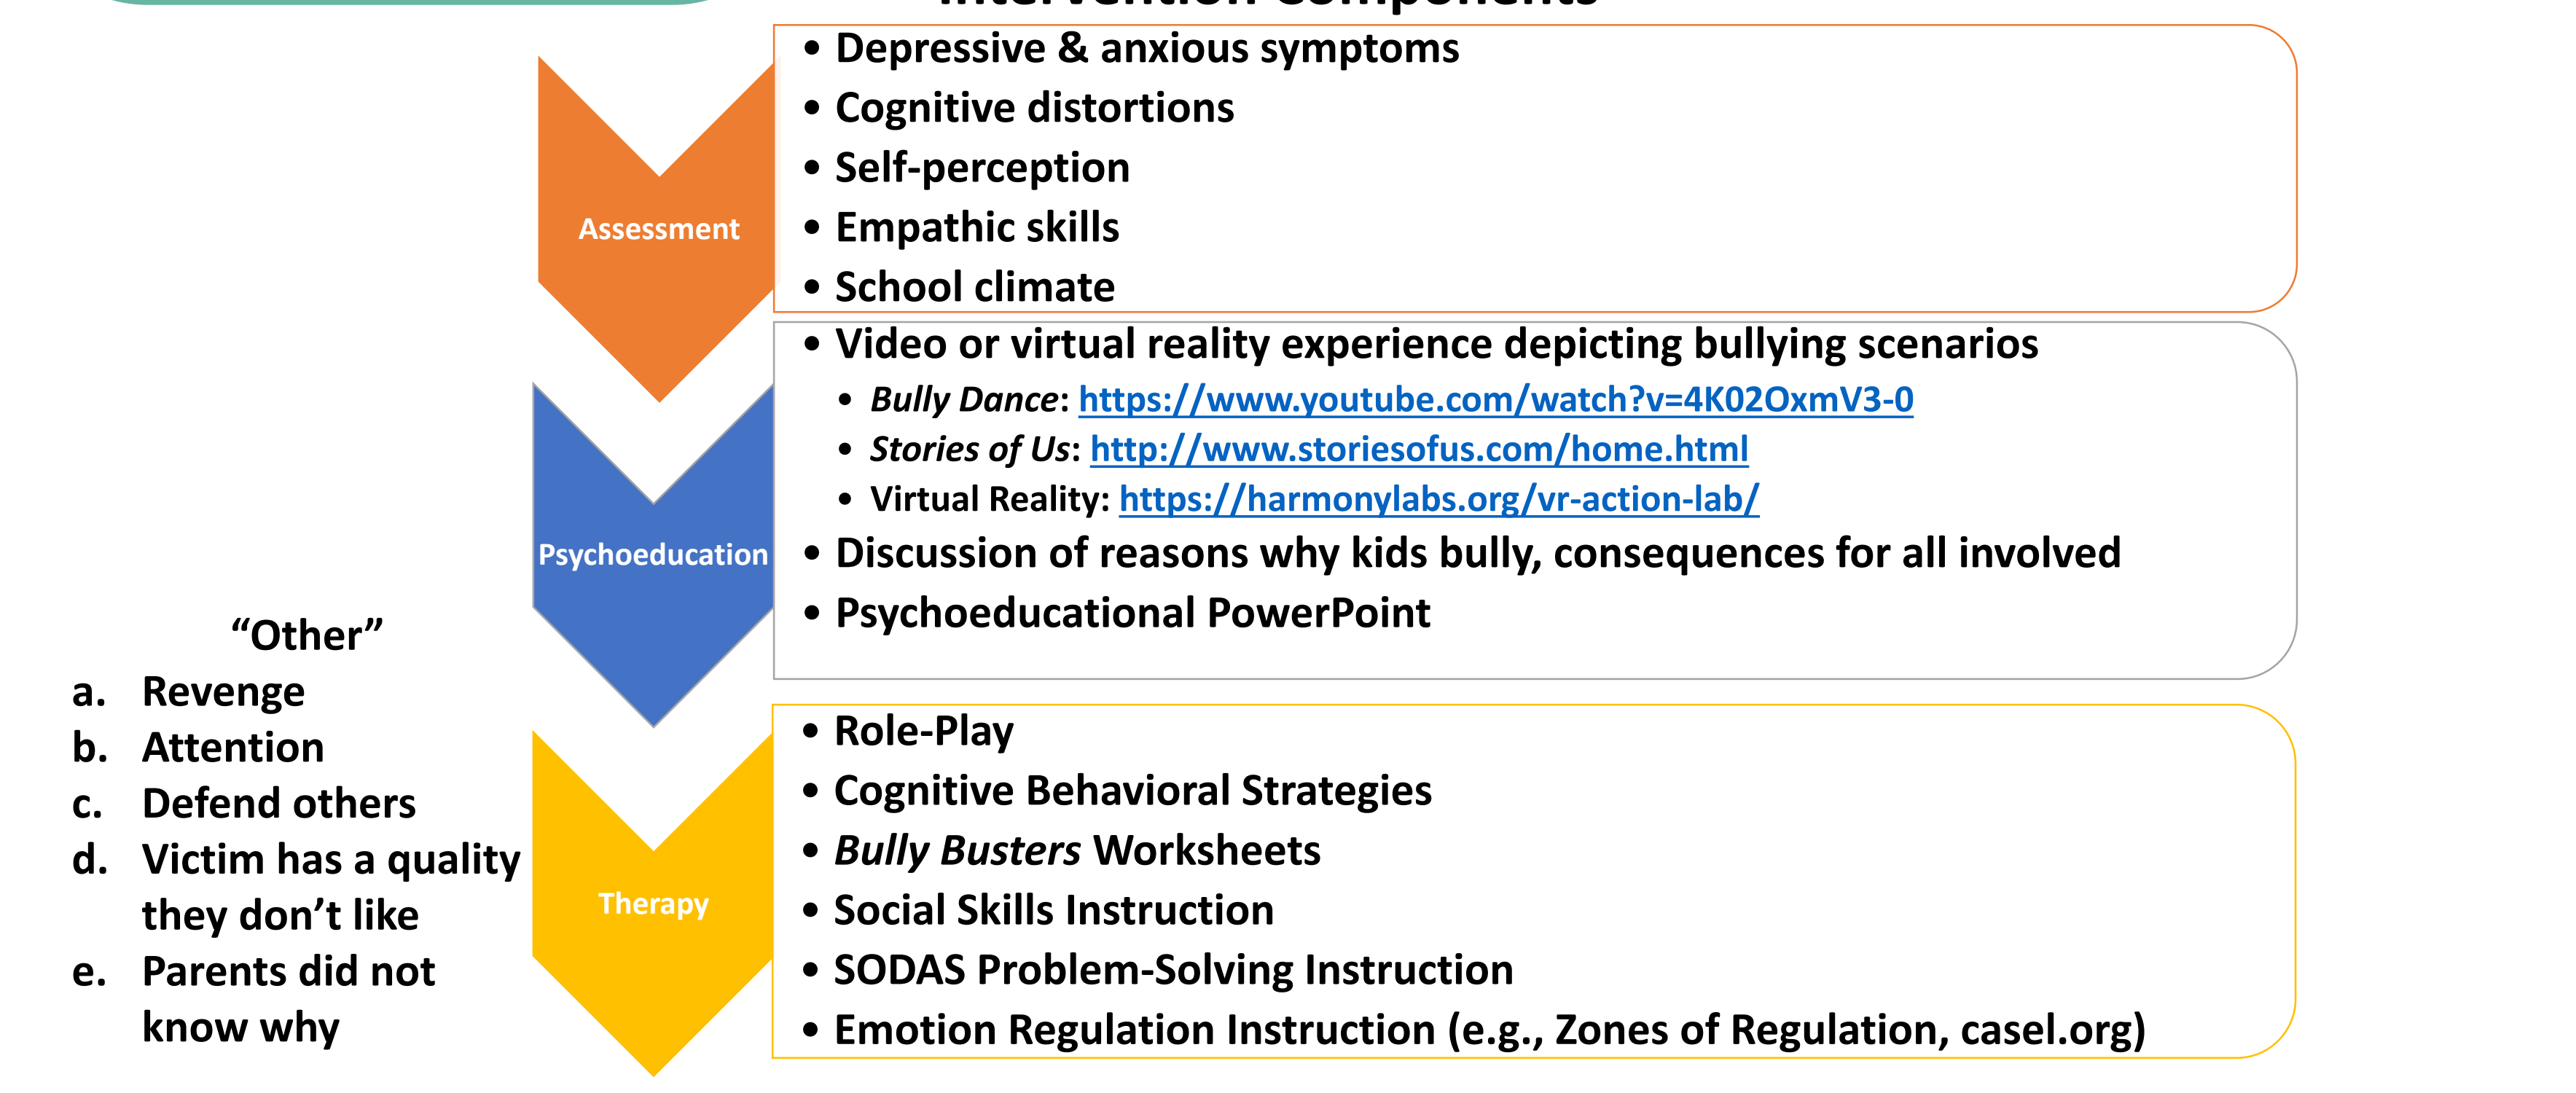 Intervention Components
Assessment
• Depressive & anxious symptoms
• Cognitive distortions
• Self-perception
• Empathic skills
• School climate
Psychoeducation
• Video or virtual reality experience depicting bullying scenarios
• Bully Dance: https://www.youtube.com/watch?v=4K02OxmV3-0
• Stories of Us: http://www.storiesofus.com/home.html
• Virtual Reality: https://harmonylabs.org/vr-action-lab/
• Discussion of reasons why kids bully, consequences for all involved
• Psychoeducational PowerPoint
Therapy
• Role-Play
• Cognitive Behavioral Strategies
• Bully Busters Worksheets
• Social Skills Instruction
• SODAS Problem-Solving Instruction
• Emotion Regulation Instruction (e.g., Zones of Regulation, casel.org)
“Other”
a. Revenge
b. Attention
c. Defend others
d. Victim has a quality
they don’t like
e. Parents did not
know why